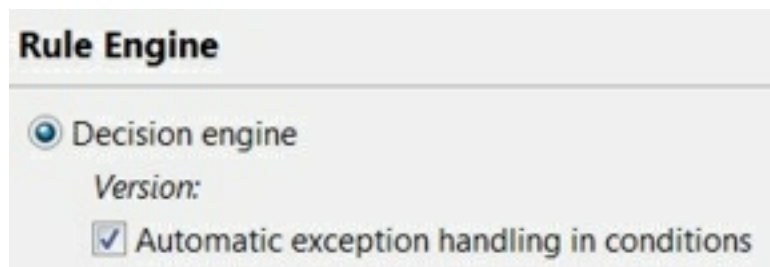 Rule Engine
Decision engine
Version:
Automatic exception handling in conditions